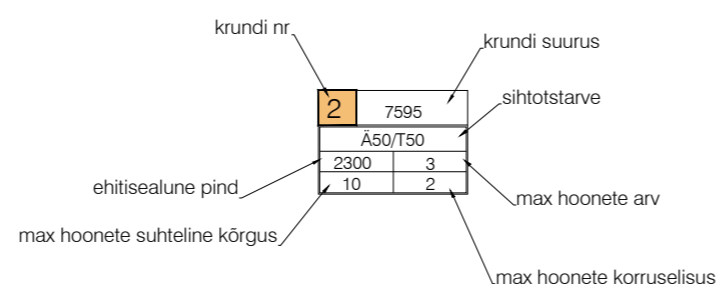 krundi nr
krundi suurus
2 7595
sihtotstarve
Ä50/T50
2300 3
ehitisealune pind
10 2
max hoonete arv
max hoonete suhteline kõrgus
max hoonete korruselisus